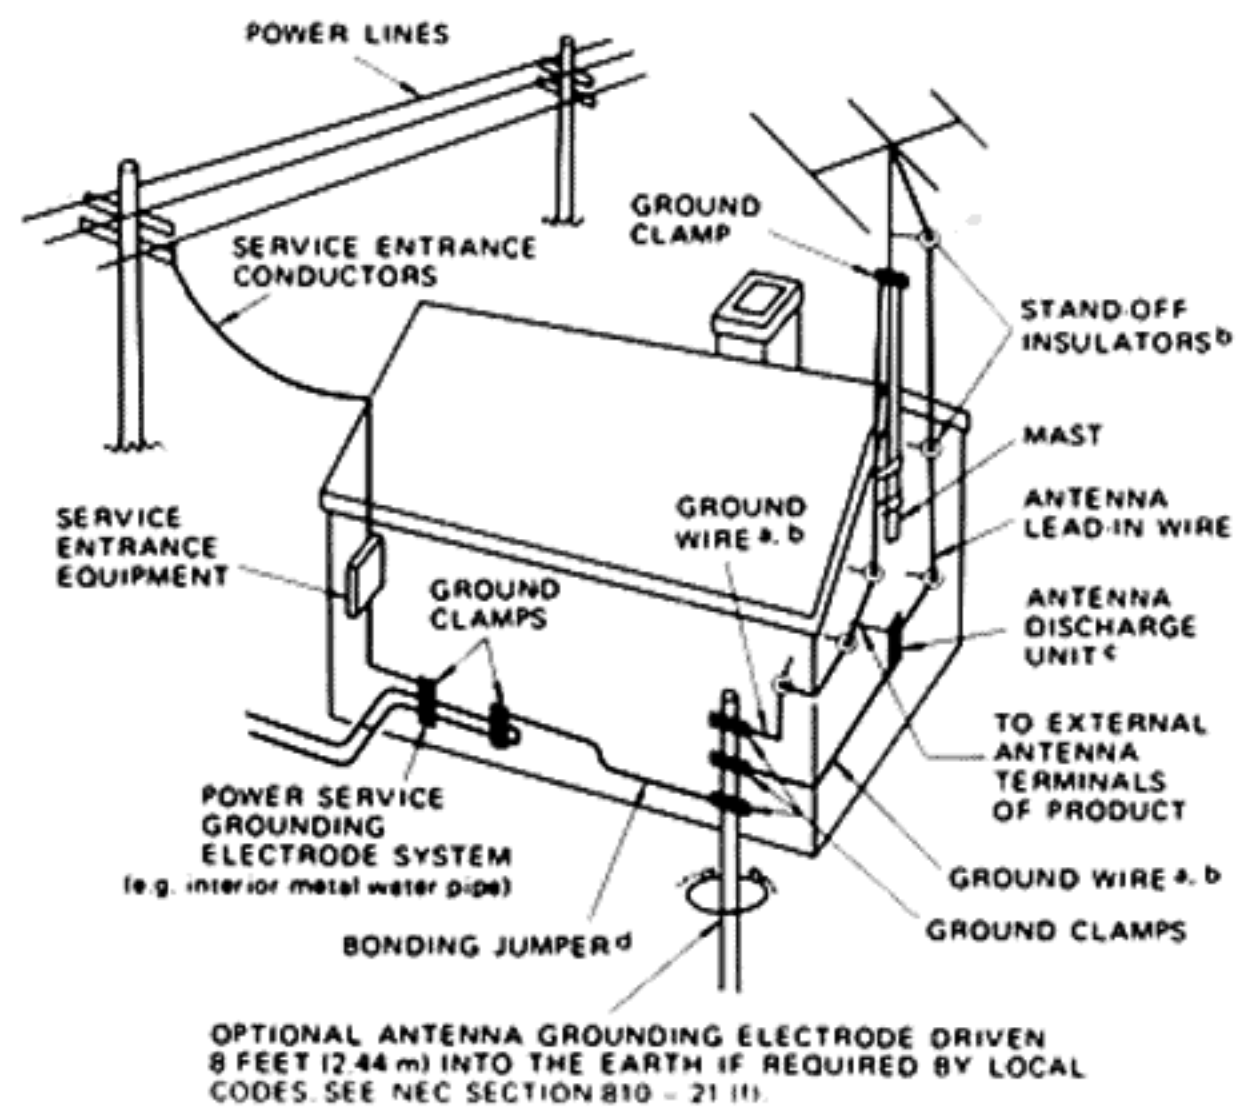 POWER LINES
GROUND
CLAMP
SERVICE ENTRANCE
CONDUCTORS
STAND-OFF
INSULATORS b
MAST
ANTENNA
LEAD-IN WIRE
GROUND
WIRE a, b
SERVICE
ENTRANCE
EQUIPMENT
GROUND
CLAMPS
ANTENNA
DISCHARGE
UNIT c
TO EXTERNAL
ANTENNA
TERMINALS
OF PRODUCT
POWER SERVICE
GROUNDING
ELECTRODE SYSTEM
(e.g. interior metal water pipe)
GROUND WIRE a, b
GROUND CLAMPS
BONDING JUMPER d
OPTIONAL ANTENNA GROUNDING ELECTRODE DRIVEN
8 FEET (2.44 m) INTO THE EARTH IF REQUIRED BY LOCAL
CODES. SEE NEC SECTION 810 – 21 (f).